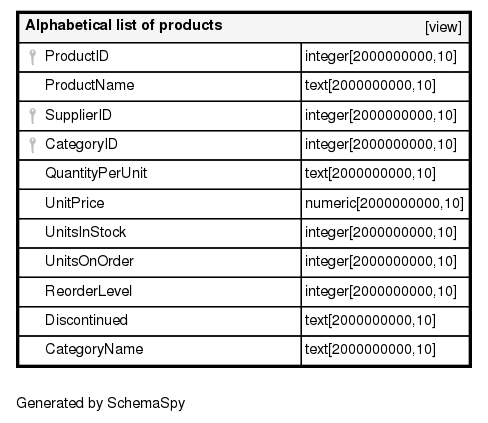 Alphabetical list of products [view]
ProductID integer[2000000000,10]
ProductName text[2000000000,10]
SupplierID integer[2000000000,10]
CategoryID integer[2000000000,10]
QuantityPerUnit text[2000000000,10]
UnitPrice numeric[2000000000,10]
UnitsInStock integer[2000000000,10]
UnitsOnOrder integer[2000000000,10]
ReorderLevel integer[2000000000,10]
Discontinued text[2000000000,10]
CategoryName text[2000000000,10]
Generated by SchemaSpy